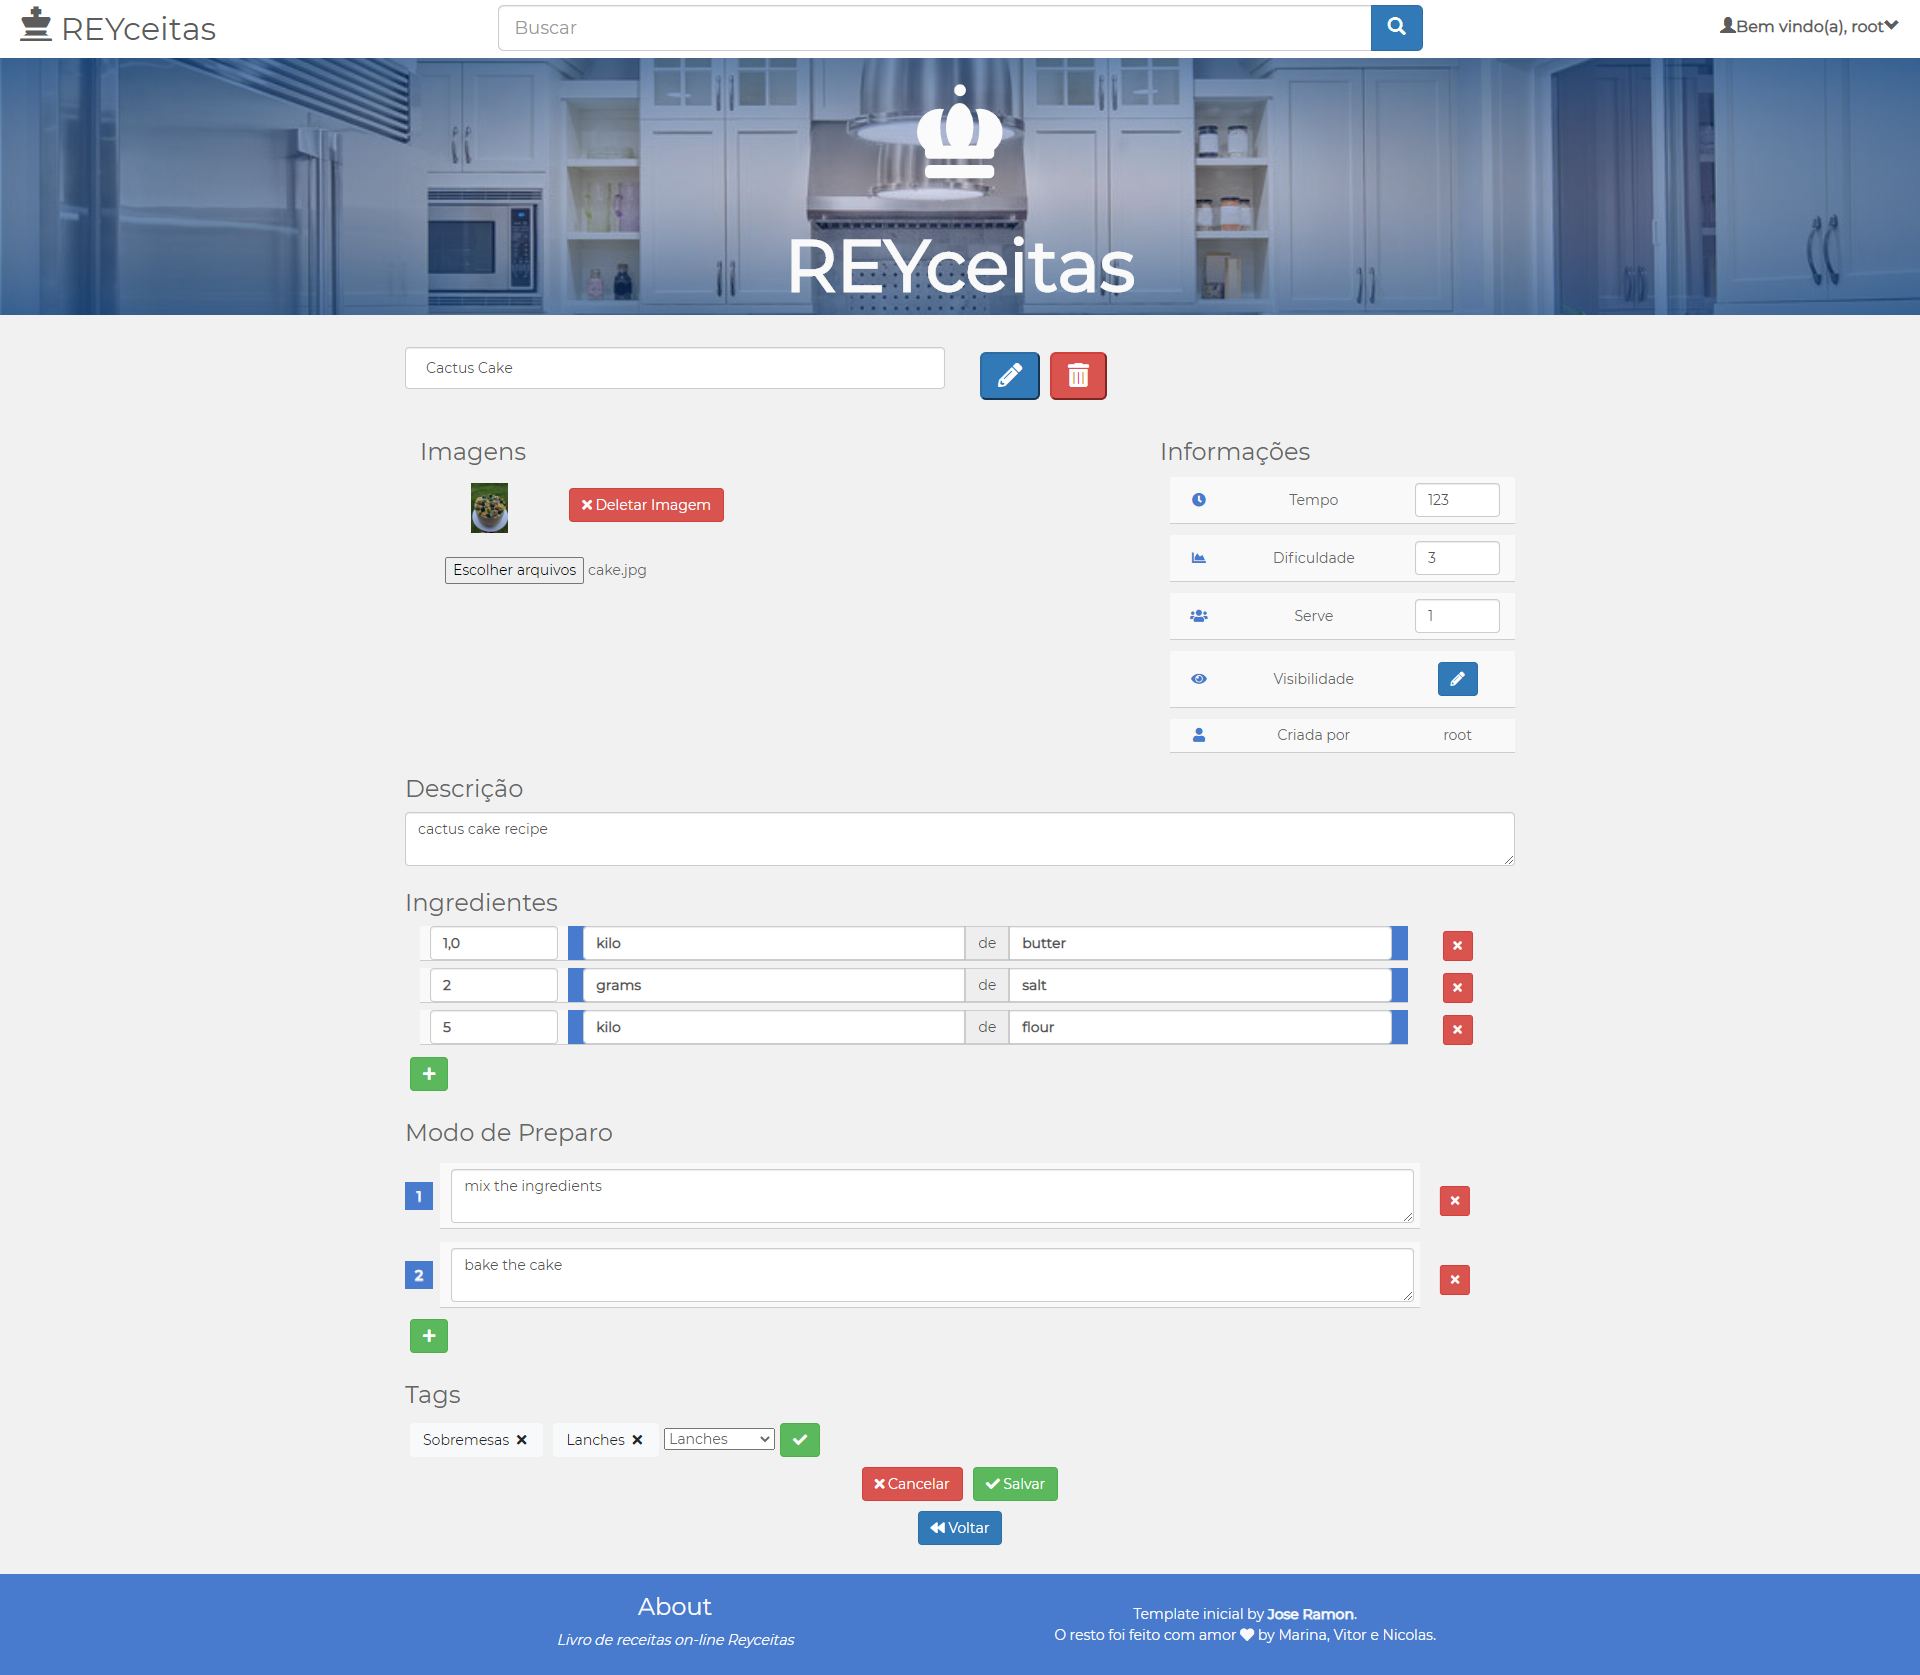 REYceitas
Buscar
Bem vindo(a), root
REYceitas
Cactus Cake
Imagens
Deletar Imagem
Escolher arquivos cake.jpg
Informações
Tempo 123
Dificuldade 3
Serve 1
Visibilidade
Criada por root
Descrição
cactus cake recipe
Ingredientes
1,0 kilo de butter
2 grams de salt
5 kilo de flour
Modo de Preparo
1 mix the ingredients
2 bake the cake
Tags
Sobremesas Lanches Lanches
Cancelar Salvar
Voltar
About
Livro de receitas on-line Reyceitas
Template inicial by Jose Ramon.
O resto foi feito com amor by Marina, Vitor e Nicolas.